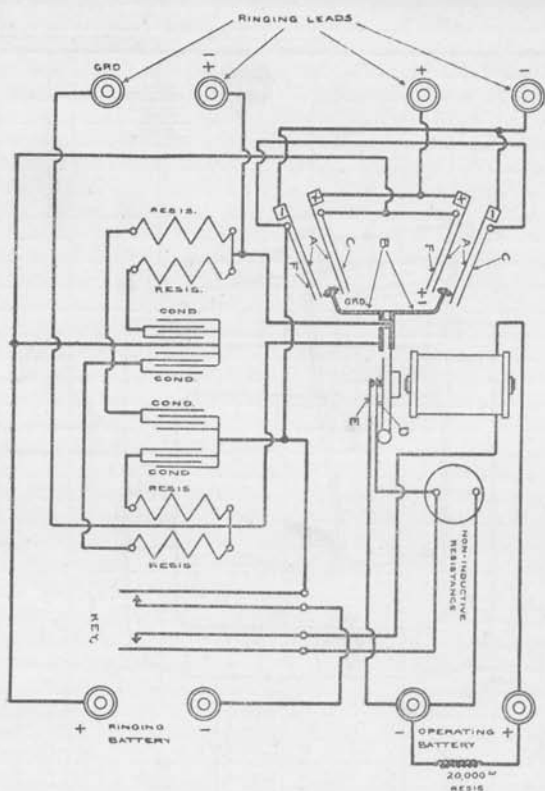 RINGING LEADS
GRD
+ I
+
-
RESIS.
RESIS.
COND.
COND.
COND.
COND
RESIS
RESIS
F
A
C
B
F
A
C
GRD
+ I
E
D
NON-INDUCTIVE
RESISTANCE
KEY.
+
RINGING
BATTERY
-
-
OPERATING
BATTERY
+
20,000 ω
RESIS